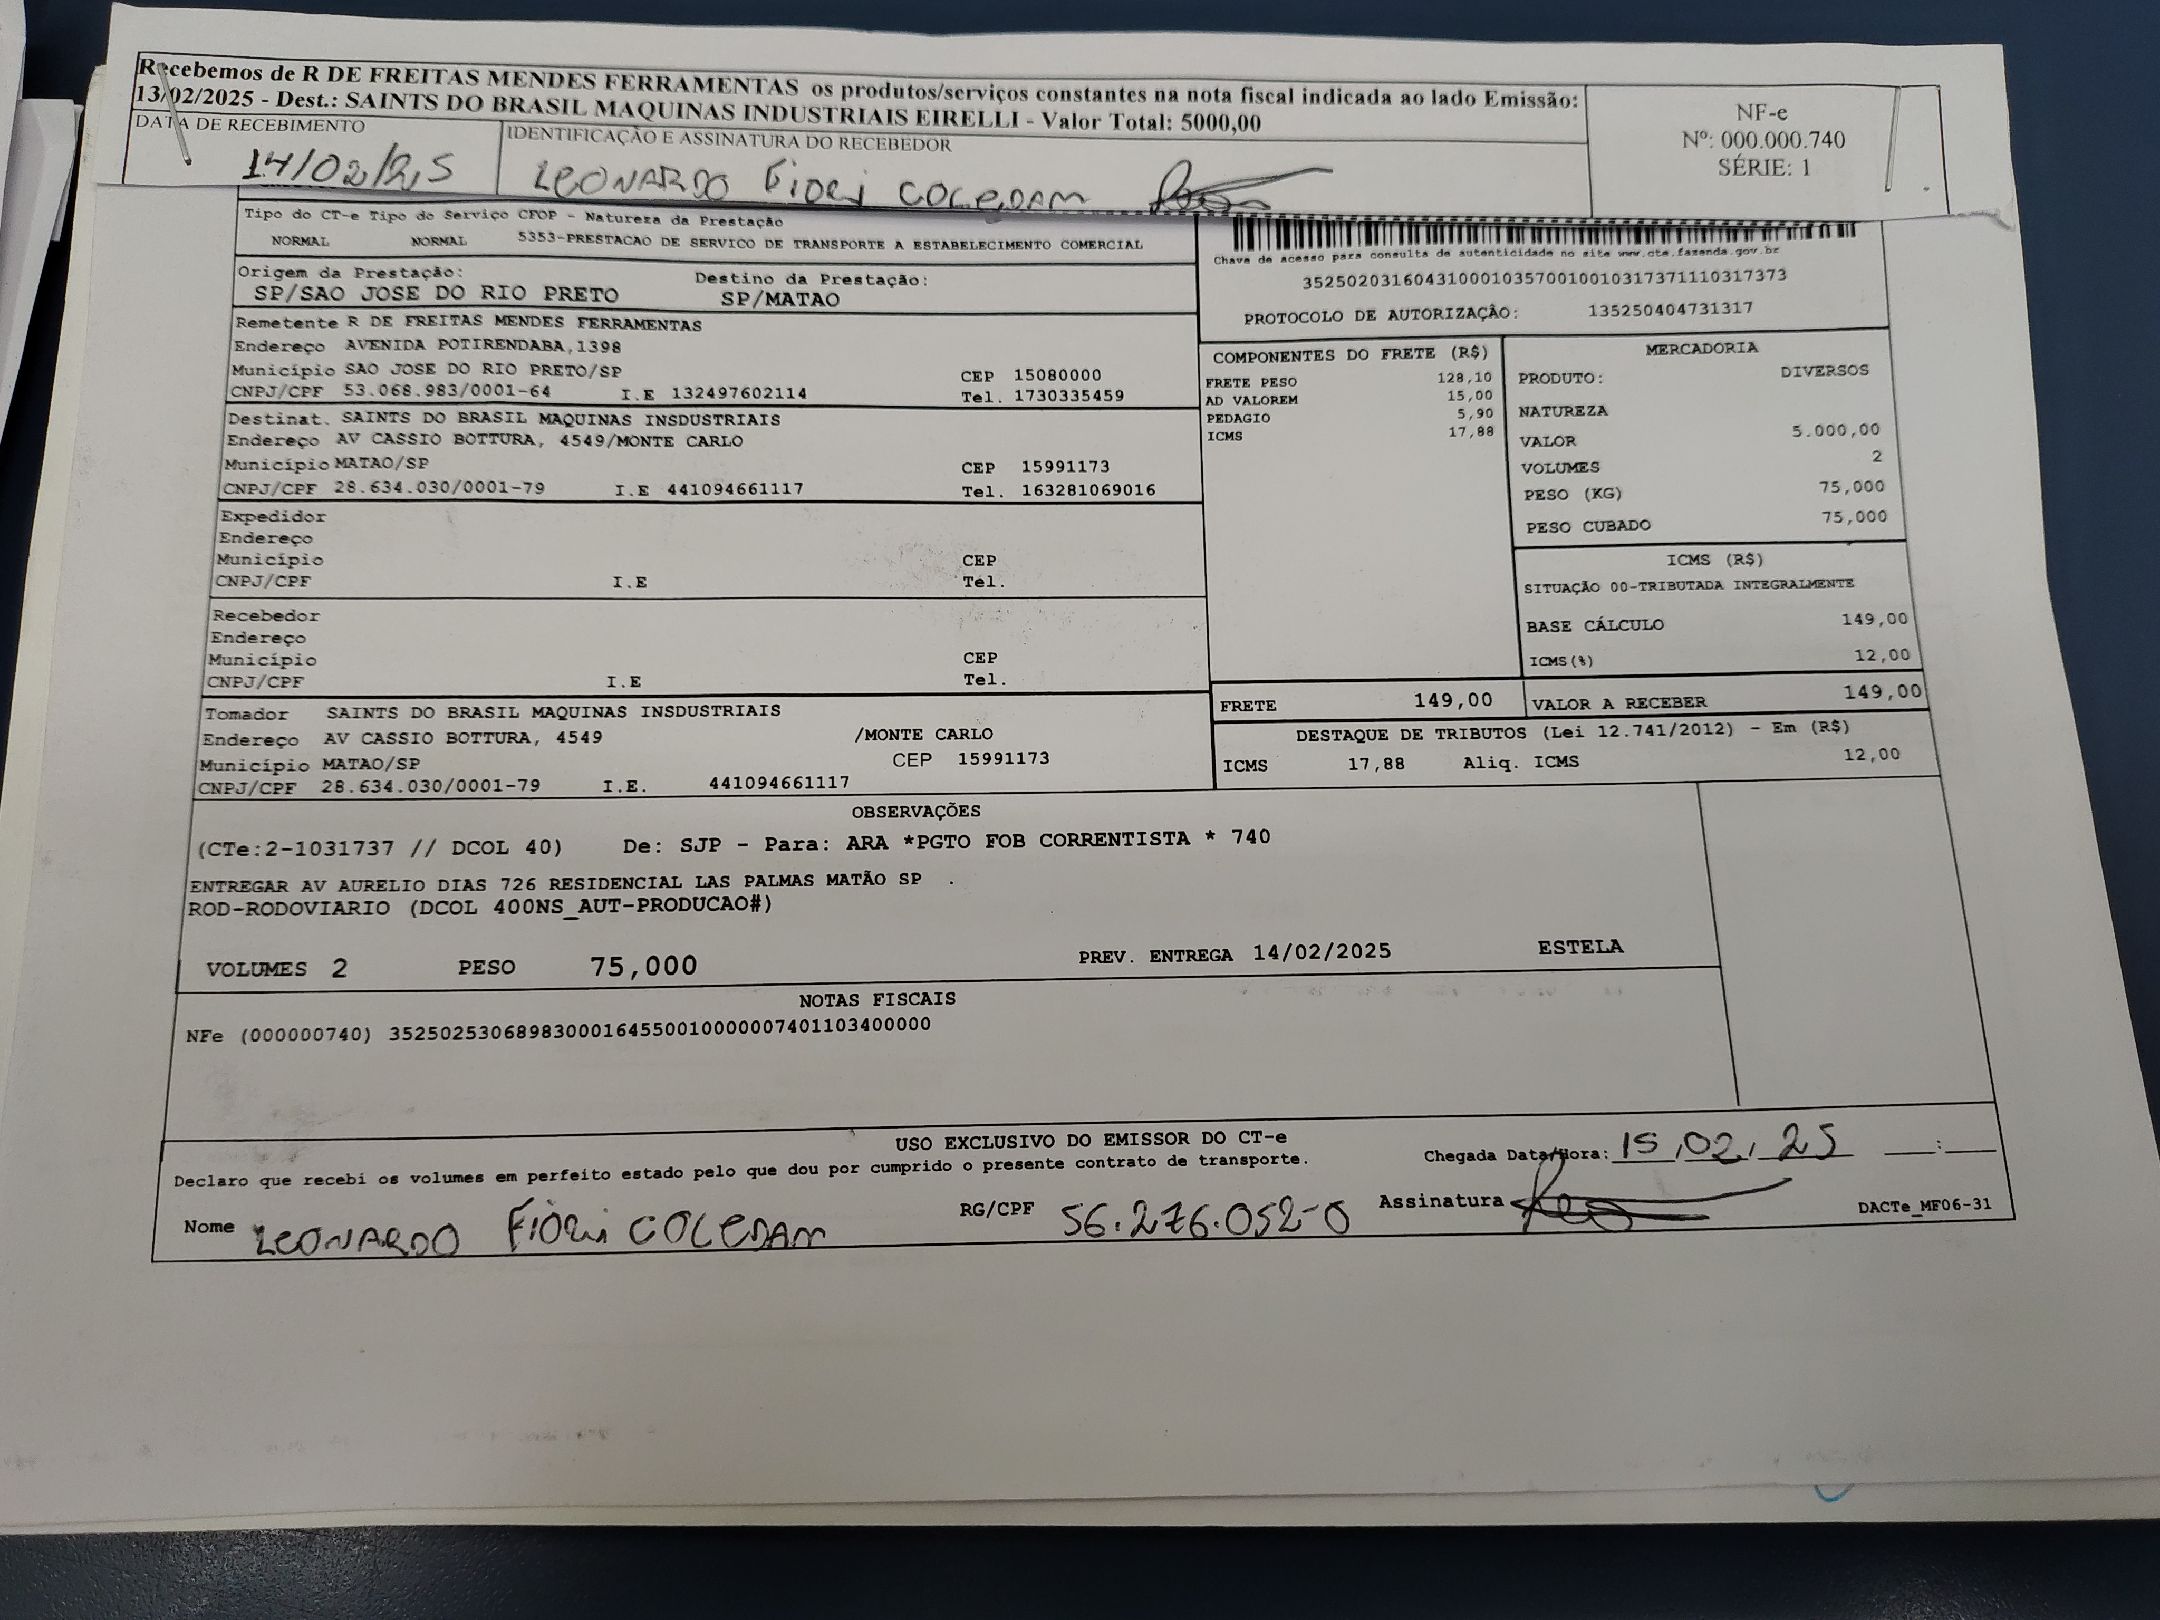 Recebemos de R DE FREITAS MENDES FERRAMENTAS os produtos/serviços constantes na nota fiscal indicada ao lado Emissão:
13/02/2025 - Dest.: SAINTS DO BRASIL MAQUINAS INDUSTRIAIS EIRELLI - Valor Total: 5000,00
DATA DE RECEBIMENTO
14/02/25
IDENTIFICAÇÃO E ASSINATURA DO RECEBEDOR
LEONARDO FIORI COLEDAM
NF-e
Nº: 000.000.740
SÉRIE: 1
Tipo do CT-e Tipo do Serviço CFOP - Natureza da Prestação
NORMAL NORMAL 5353-PRESTACAO DE SERVICO DE TRANSPORTE A ESTABELECIMENTO COMERCIAL
Origem da Prestação: Destino da Prestação:
SP/SAO JOSE DO RIO PRETO SP/MATAO
Chave de acesso para consulta de autenticidade no site www.cte.fazenda.gov.br
35250203160431000103570010010317371110317373
PROTOCOLO DE AUTORIZAÇÃO: 135250404731317
Remetente R DE FREITAS MENDES FERRAMENTAS
Endereço AVENIDA POTIRENDABA,1398
Município SAO JOSE DO RIO PRETO/SP CEP 15080000
CNPJ/CPF 53.068.983/0001-64 I.E 132497602114 Tel. 1730335459
Destinat. SAINTS DO BRASIL MAQUINAS INSDUSTRIAIS
Endereço AV CASSIO BOTTURA, 4549/MONTE CARLO
Município MATAO/SP CEP 15991173
CNPJ/CPF 28.634.030/0001-79 I.E 441094661117 Tel. 163281069016
Expedidor
Endereço
Município CEP
CNPJ/CPF I.E Tel.
Recebedor
Endereço
Município CEP
CNPJ/CPF I.E Tel.
Tomador SAINTS DO BRASIL MAQUINAS INSDUSTRIAIS
Endereço AV CASSIO BOTTURA, 4549 /MONTE CARLO
Município MATAO/SP CEP 15991173
CNPJ/CPF 28.634.030/0001-79 I.E. 441094661117
COMPONENTES DO FRETE (R$)
FRETE PESO 128,10
AD VALOREM 15,00
PEDAGIO 5,90
ICMS 17,88
MERCADORIA
PRODUTO: DIVERSOS
NATUREZA
VALOR 5.000,00
VOLUMES 2
PESO (KG) 75,000
PESO CUBADO 75,000
ICMS (R$)
SITUAÇÃO 00-TRIBUTADA INTEGRALMENTE
BASE CÁLCULO 149,00
ICMS(%) 12,00
FRETE 149,00 VALOR A RECEBER 149,00
DESTAQUE DE TRIBUTOS (Lei 12.741/2012) - Em (R$)
ICMS 17,88 Aliq. ICMS 12,00
OBSERVAÇÕES
(CTe:2-1031737 // DCOL 40) De: SJP - Para: ARA *PGTO FOB CORRENTISTA * 740
ENTREGAR AV AURELIO DIAS 726 RESIDENCIAL LAS PALMAS MATÃO SP .
ROD-RODOVIARIO (DCOL 400NS_AUT-PRODUCAO#)
VOLUMES 2 PESO 75,000 PREV. ENTREGA 14/02/2025 ESTELA
NOTAS FISCAIS
NFe (000000740) 35250253068983000164550010000007401103400000
USO EXCLUSIVO DO EMISSOR DO CT-e
Declaro que recebi os volumes em perfeito estado pelo que dou por cumprido o presente contrato de transporte. Chegada Data/Hora: 15/02/25 __:__
Nome LEONARDO FIORI COLEDAM RG/CPF 56.276.052-0 Assinatura
DACTe_MF06-31